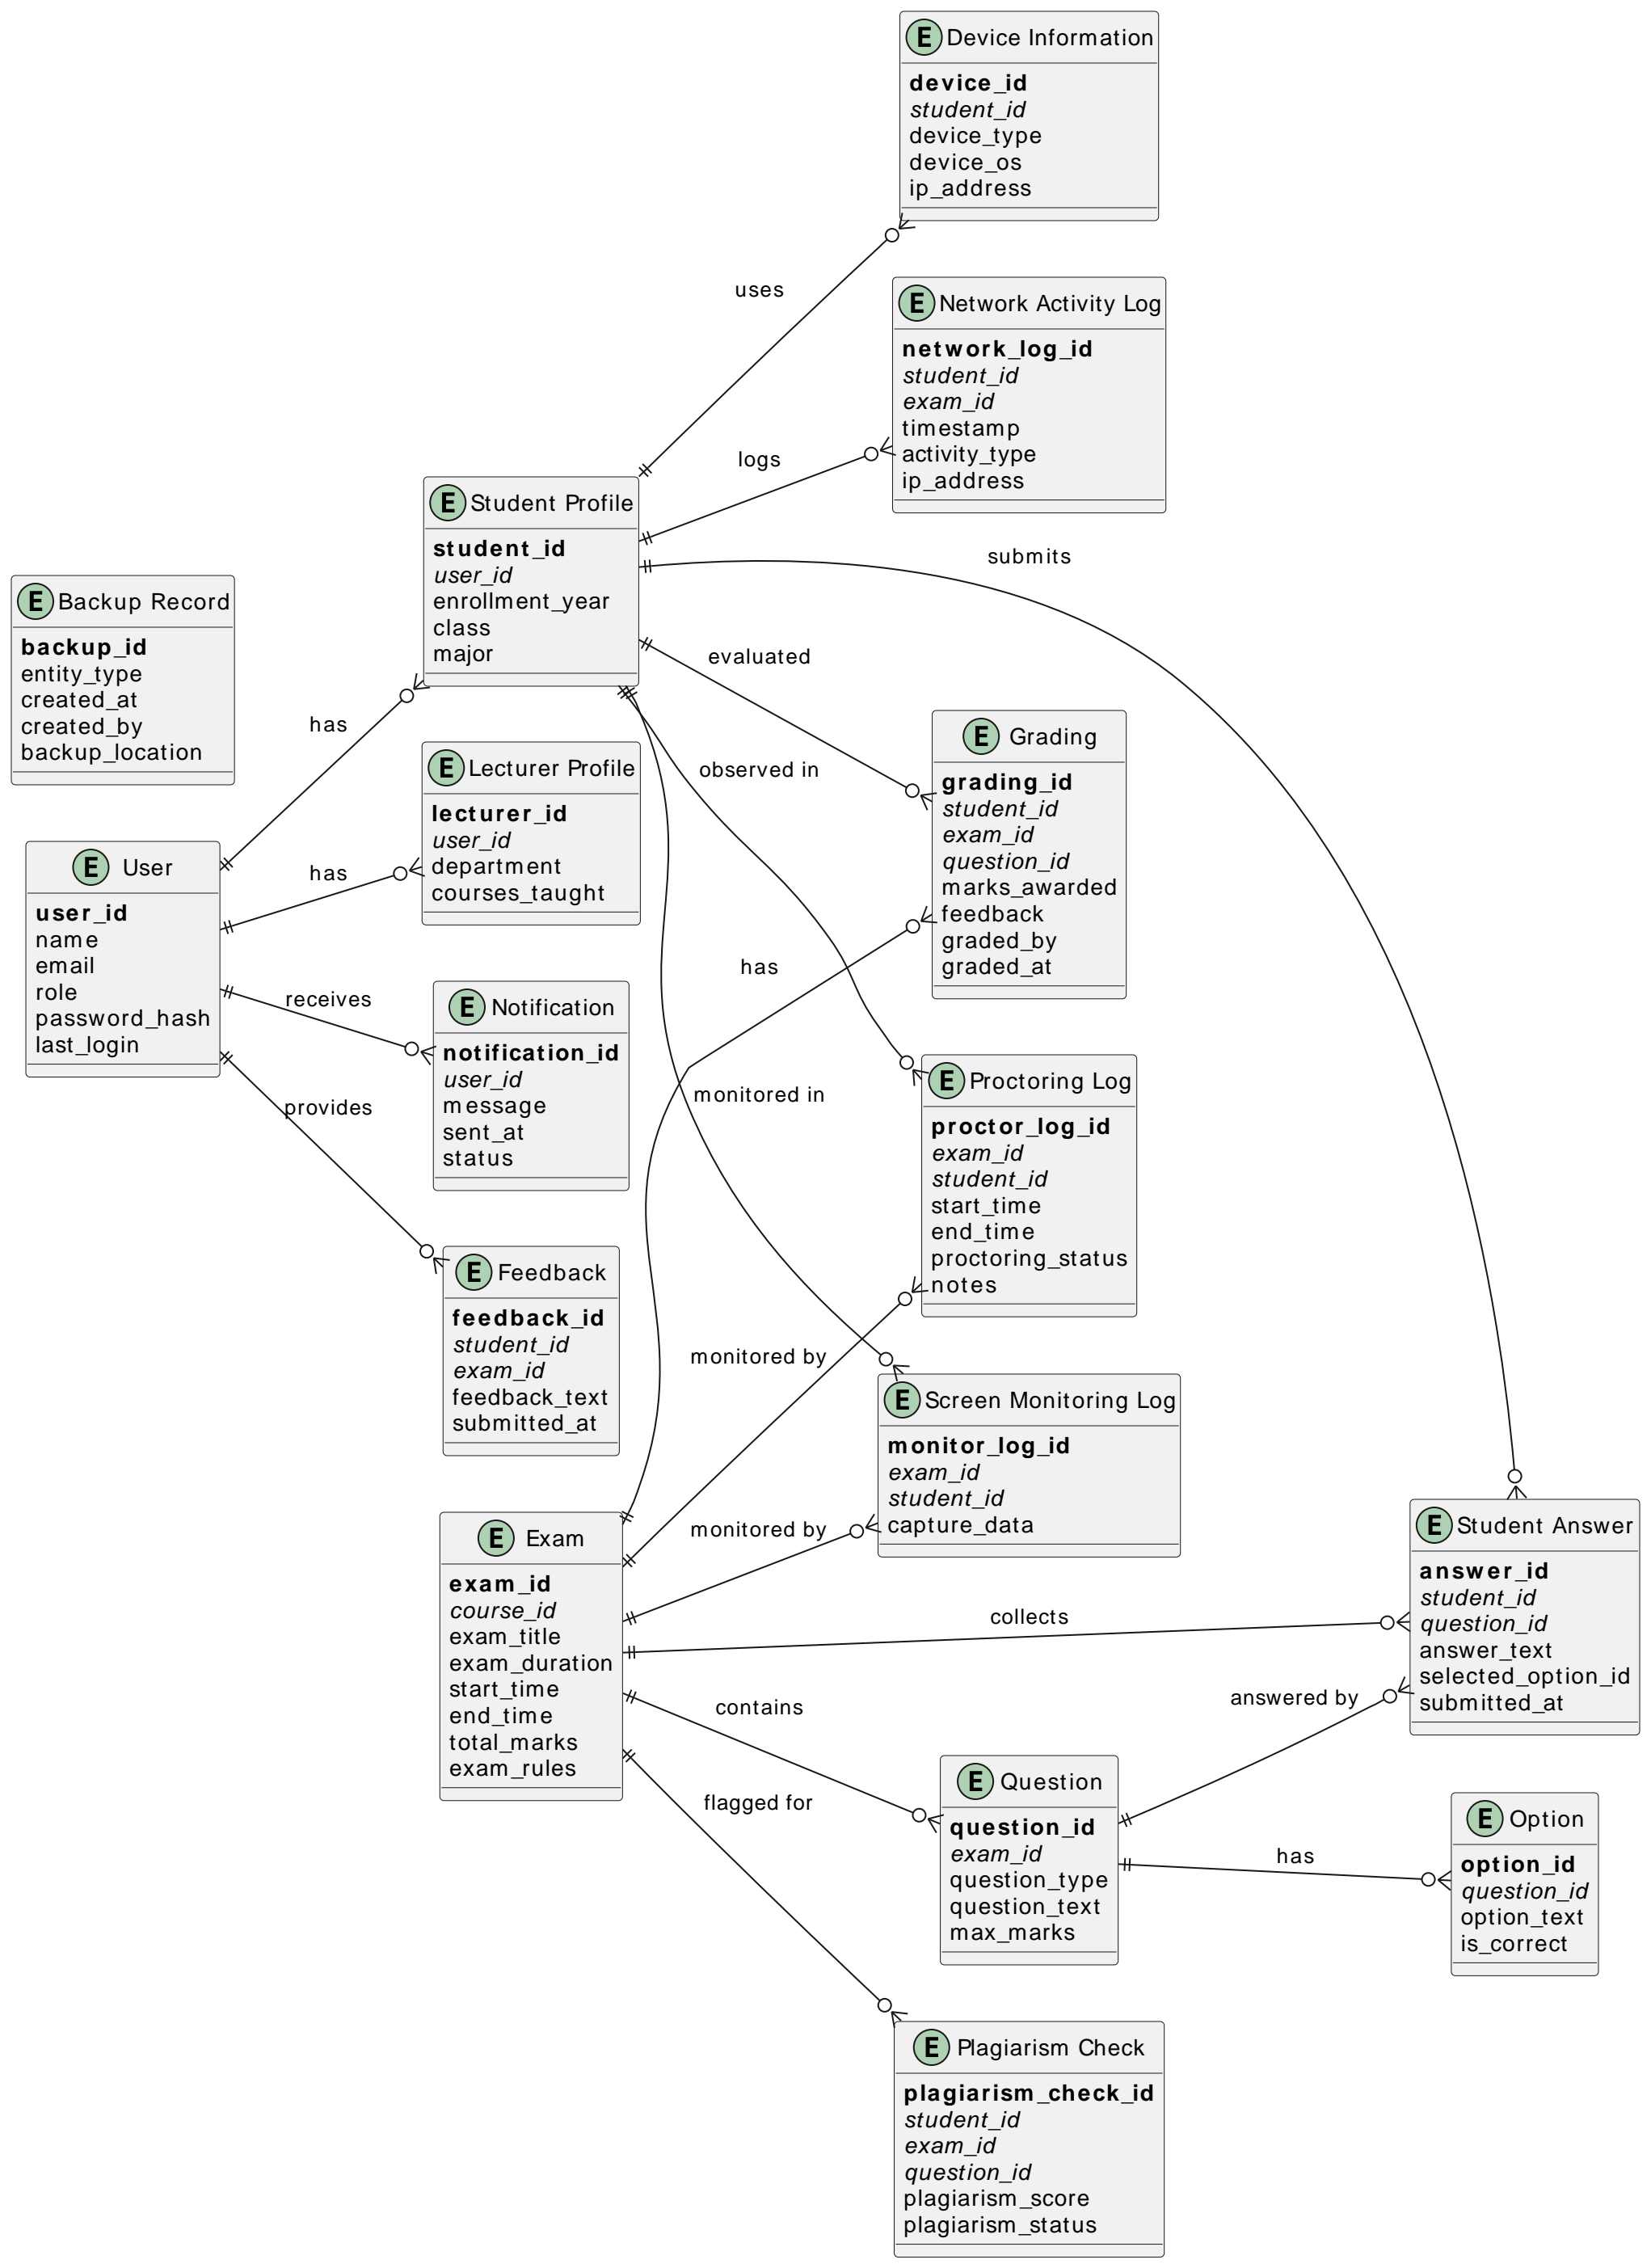 E Device Information
device_id
student_id
device_type
device_os
ip_address
uses
E Network Activity Log
network_log_id
student_id
exam_id
timestamp
activity_type
ip_address
logs
E Student Profile
student_id
user_id
enrollment_year
class
major
submits
E Backup Record
backup_id
entity_type
created_at
created_by
backup_location
has
evaluated
E Grading
grading_id
student_id
exam_id
question_id
marks_awarded
feedback
graded_by
graded_at
observed in
E Lecturer Profile
lecturer_id
user_id
department
courses_taught
E User
user_id
name
email
role
password_hash
last_login
has
has
receives
E Notification
notification_id
user_id
message
sent_at
status
provides
monitored in
E Proctoring Log
proctor_log_id
exam_id
student_id
start_time
end_time
proctoring_status
notes
E Feedback
feedback_id
student_id
exam_id
feedback_text
submitted_at
monitored by
E Screen Monitoring Log
monitor_log_id
exam_id
student_id
capture_data
monitored by
E Exam
exam_id
course_id
exam_title
exam_duration
start_time
end_time
total_marks
exam_rules
collects
E Student Answer
answer_id
student_id
question_id
answer_text
selected_option_id
submitted_at
contains
answered by
E Question
question_id
exam_id
question_type
question_text
max_marks
has
E Option
option_id
question_id
option_text
is_correct
flagged for
E Plagiarism Check
plagiarism_check_id
student_id
exam_id
question_id
plagiarism_score
plagiarism_status